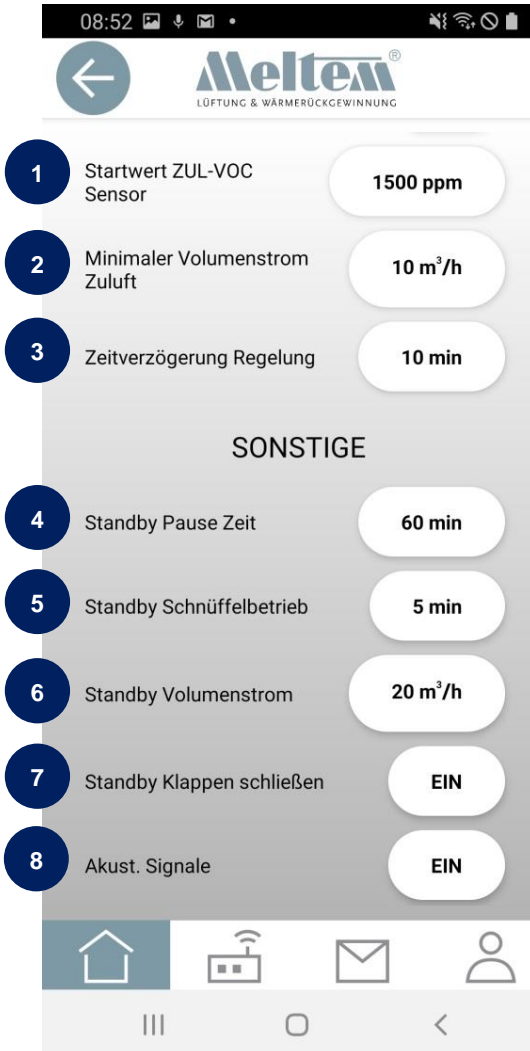 08:52
Meltem®
LÜFTUNG & WÄRMERÜCKGEWINNUNG
1
Startwert ZUL-VOC
Sensor
1500 ppm
2
Minimaler Volumenstrom
Zuluft
10 m³/h
3
Zeitverzögerung Regelung
10 min
SONSTIGE
4
Standby Pause Zeit
60 min
5
Standby Schnüffelbetrieb
5 min
6
Standby Volumenstrom
20 m³/h
7
Standby Klappen schließen
EIN
8
Akust. Signale
EIN